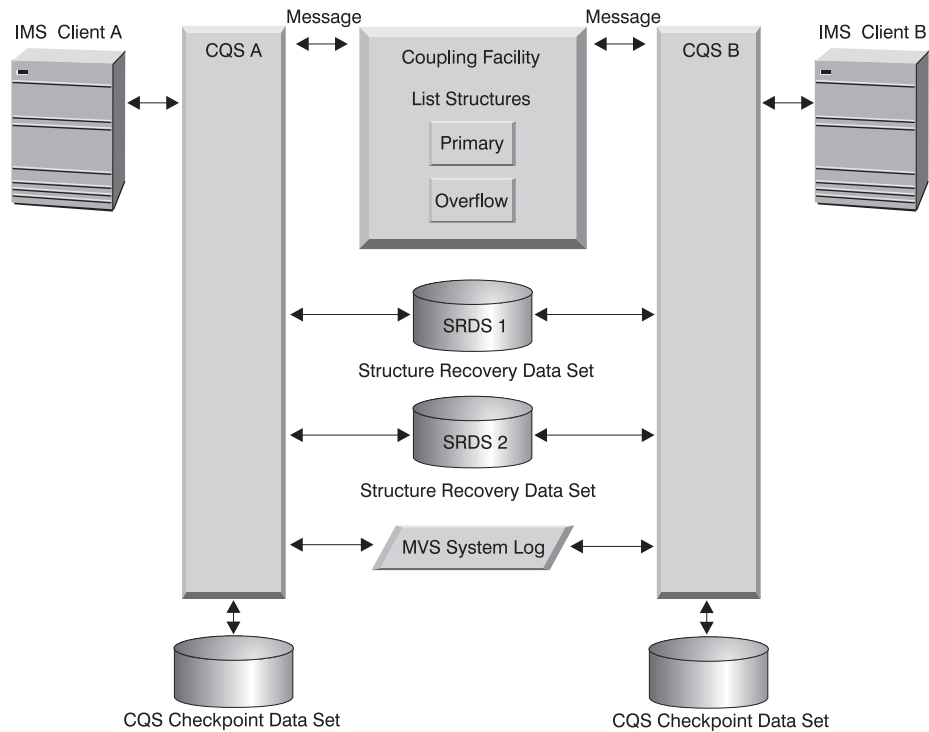 Message
Message
IMS Client A
IMS Client B
CQS A
Coupling Facility
CQS B
List Structures
Primary
Overflow
SRDS 1
Structure Recovery Data Set
SRDS 2
Structure Recovery Data Set
MVS System Log
CQS Checkpoint Data Set
CQS Checkpoint Data Set